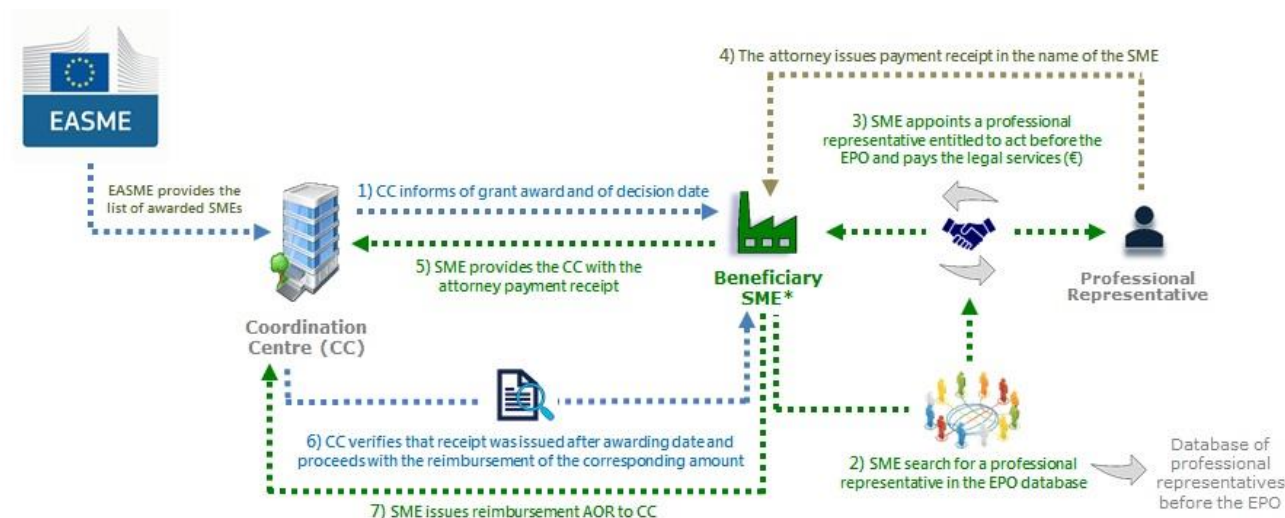 EASME
EASME provides the
list of awarded SMEs
4) The attorney issues payment receipt in the name of the SME
3) SME appoints a professional
representative entitled to act before the
EPO and pays the legal services (€)
1) CC informs of grant award and of decision date
5) SME provides the CC with the
attorney payment receipt
Beneficiary
SME*
Professional
Representative
Coordination
Centre (CC)
6) CC verifies that receipt was issued after awarding date and
proceeds with the reimbursement of the corresponding amount
2) SME search for a professional
representative in the EPO database
Database of
professional
representatives
before the EPO
7) SME issues reimbursement AOR to CC